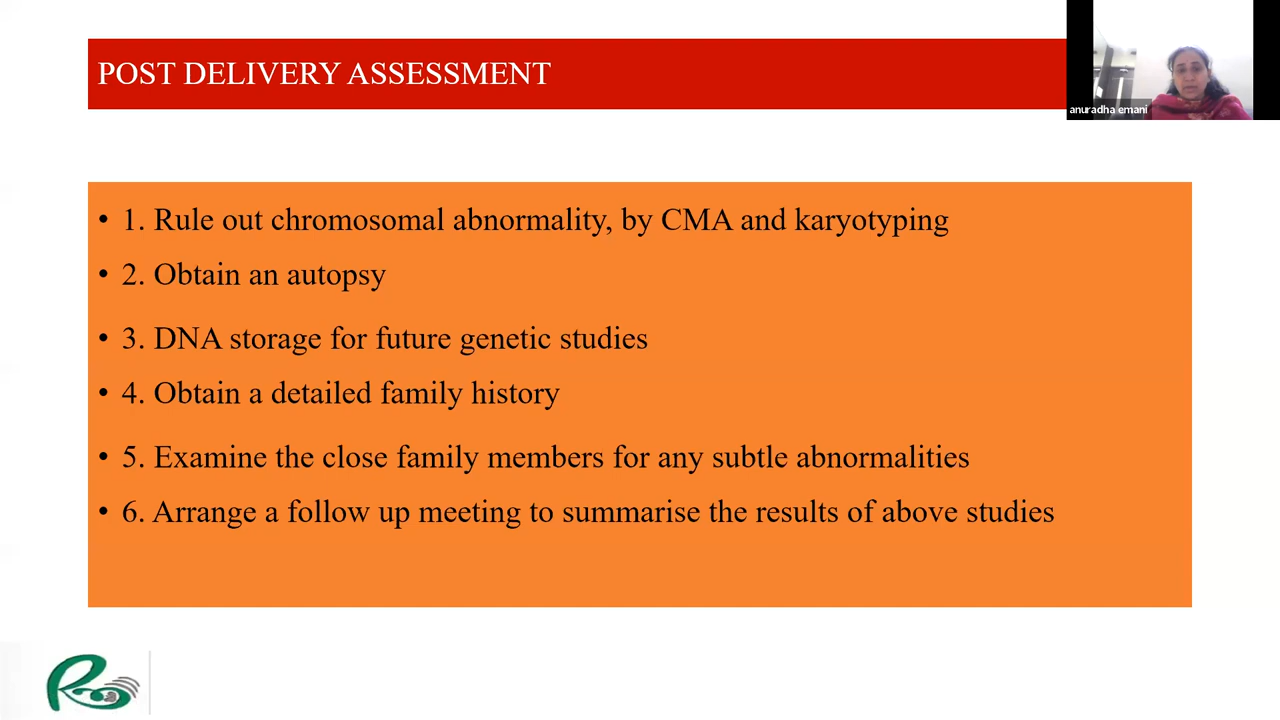 POST DELIVERY ASSESSMENT
anuradha emani
• 1. Rule out chromosomal abnormality, by CMA and karyotyping
• 2. Obtain an autopsy
• 3. DNA storage for future genetic studies
• 4. Obtain a detailed family history
• 5. Examine the close family members for any subtle abnormalities
• 6. Arrange a follow up meeting to summarise the results of above studies